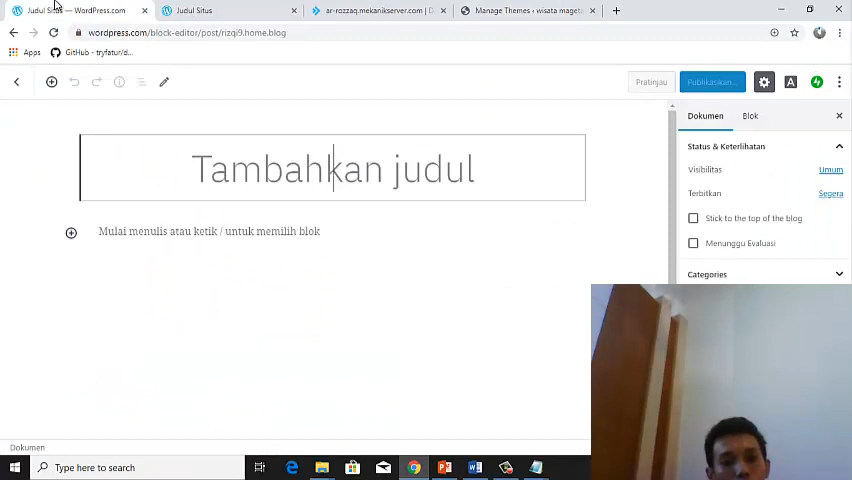 Judul Situs — WordPress.com
Judul Situs
ar-rozzaq.mekanikserver.com | D
Manage Themes ‹ wisata maget
wordpress.com/block-editor/post/rizqi9.home.blog
Apps
GitHub - tryfatur/d...
Pratinjau
Publikasikan...
A
Dokumen
Blok
Tambahkan judul
Status & Keterlihatan
Visibilitas
Umum
Terbitkan
Segera
Stick to the top of the blog
Mulai menulis atau ketik / untuk memilih blok
Menunggu Evaluasi
Categories
Dokumen
Type here to search